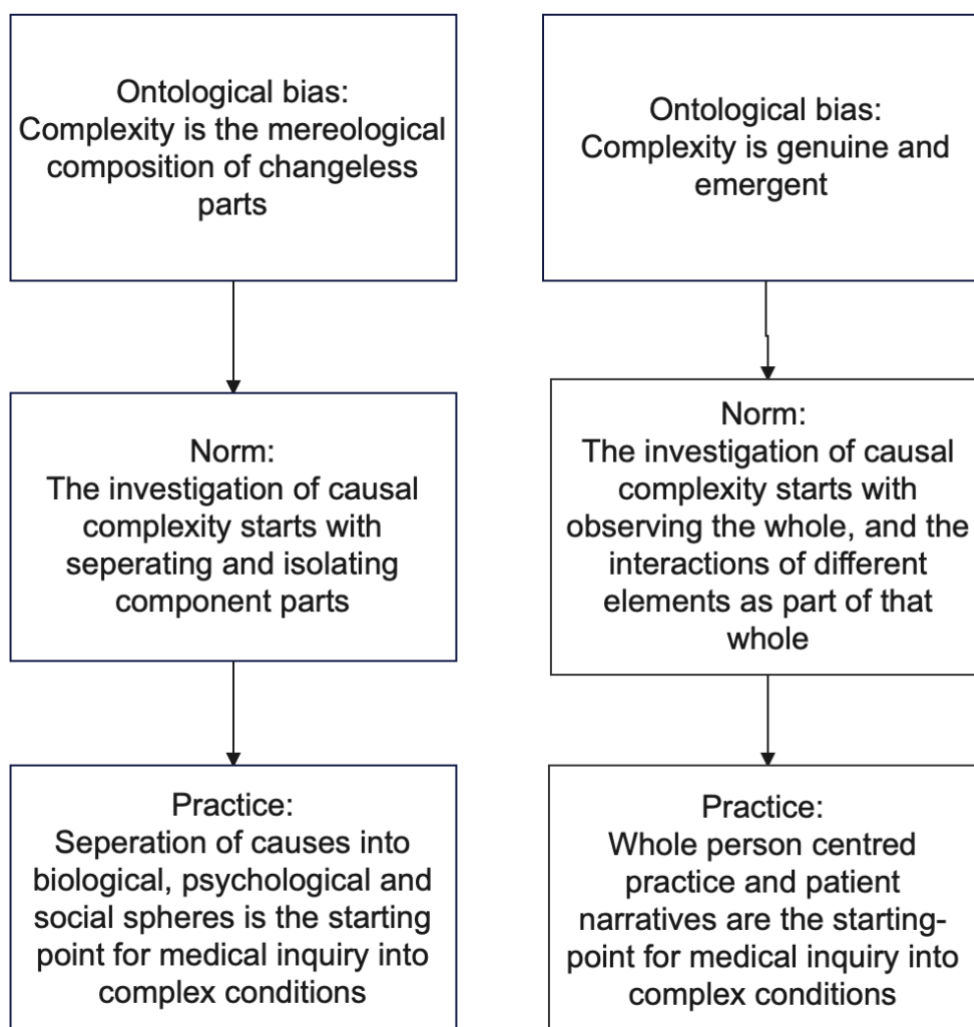 Ontological bias:
Complexity is the mereological
composition of changeless
parts
Norm:
The investigation of causal
complexity starts with
seperating and isolating
component parts
Practice:
Seperation of causes into
biological, psychological and
social spheres is the starting
point for medical inquiry into
complex conditions
Ontological bias:
Complexity is genuine and
emergent
Norm:
The investigation of causal
complexity starts with
observing the whole, and the
interactions of different
elements as part of that
whole
Practice:
Whole person centred
practice and patient
narratives are the starting-
point for medical inquiry into
complex conditions